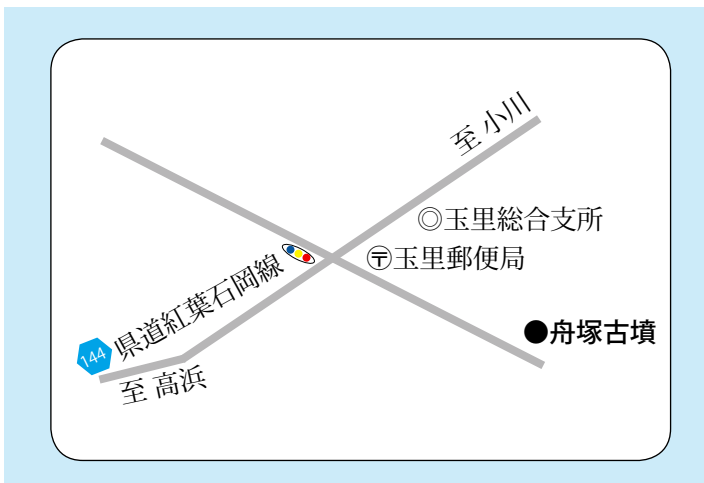 至 小川
◎玉里総合支所
〶玉里郵便局
●舟塚古墳
県道紅葉石岡線
144
至 高浜